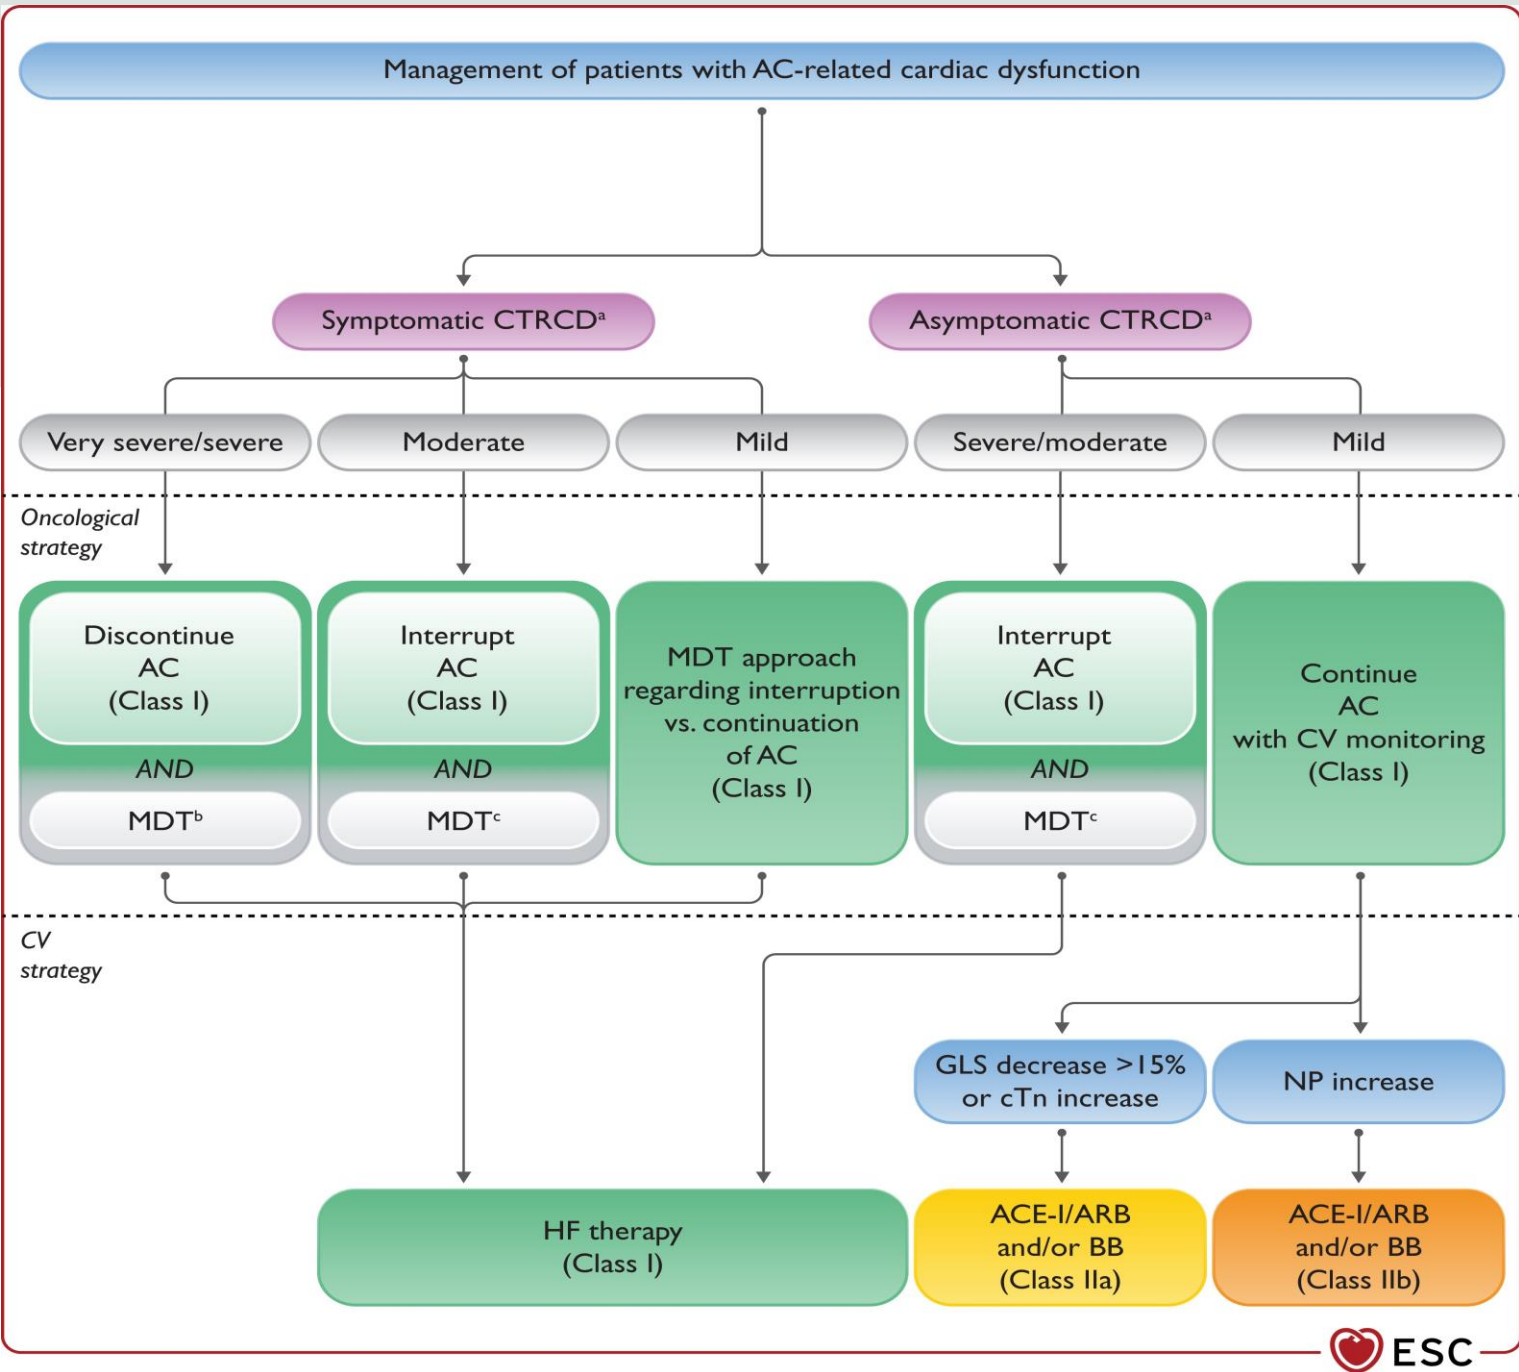 Management of patients with AC-related cardiac dysfunction
Symptomatic CTRCDᵃ
Asymptomatic CTRCDᵃ
Very severe/severe
Moderate
Mild
Severe/moderate
Mild
Oncological
strategy
Discontinue
AC
(Class I)
AND
MDTᵇ
Interrupt
AC
(Class I)
AND
MDTᶜ
MDT approach
regarding interruption
vs. continuation
of AC
(Class I)
Interrupt
AC
(Class I)
AND
MDTᶜ
Continue
AC
with CV monitoring
(Class I)
CV
strategy
GLS decrease >15%
or cTn increase
NP increase
HF therapy
(Class I)
ACE-I/ARB
and/or BB
(Class IIa)
ACE-I/ARB
and/or BB
(Class IIb)
ESC